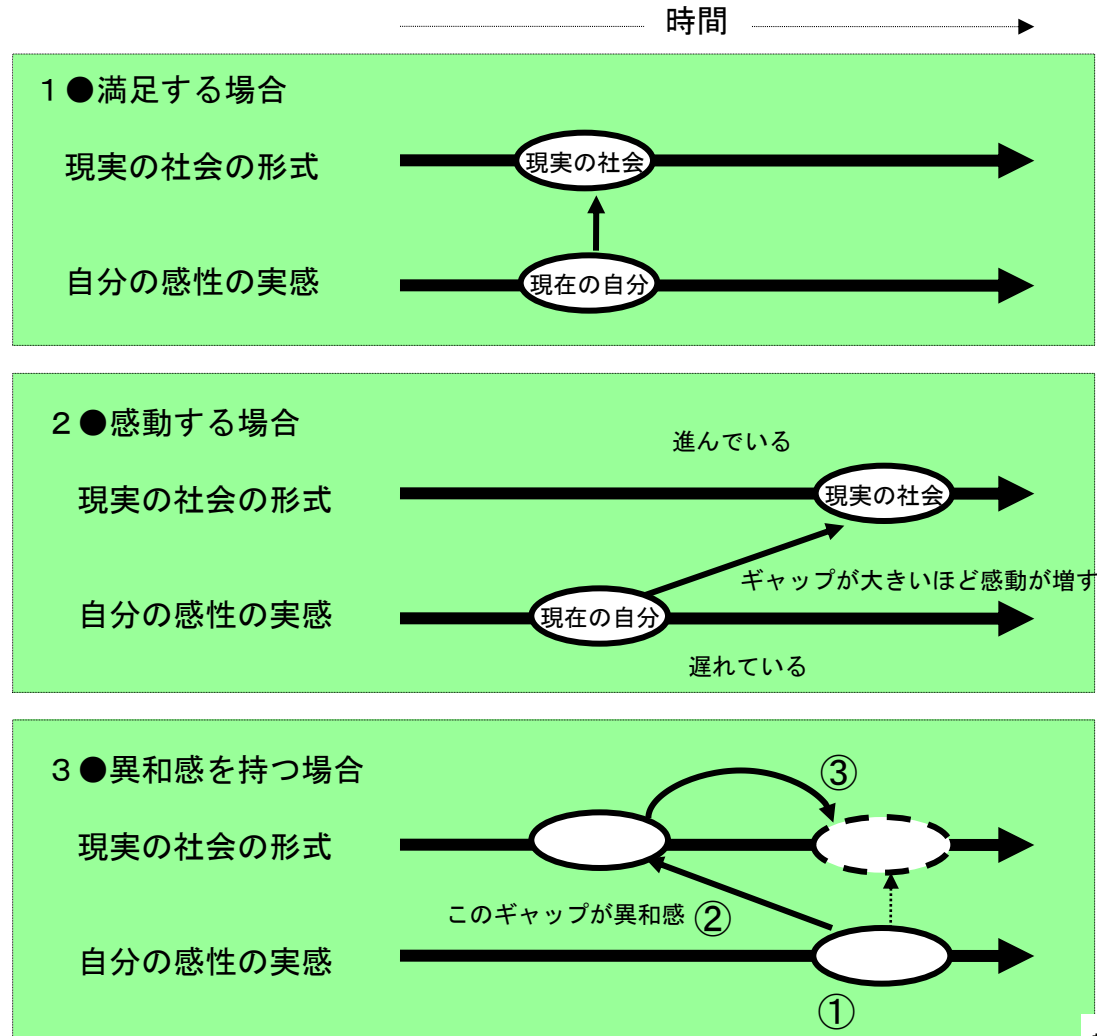 時間
1●満足する場合
現実の社会の形式
現実の社会
自分の感性の実感
現在の自分
2●感動する場合
進んでいる
現実の社会の形式
現実の社会
ギャップが大きいほど感動が増す
自分の感性の実感
現在の自分
遅れている
3●異和感を持つ場合
③
現実の社会の形式
このギャップが異和感 ②
自分の感性の実感
①